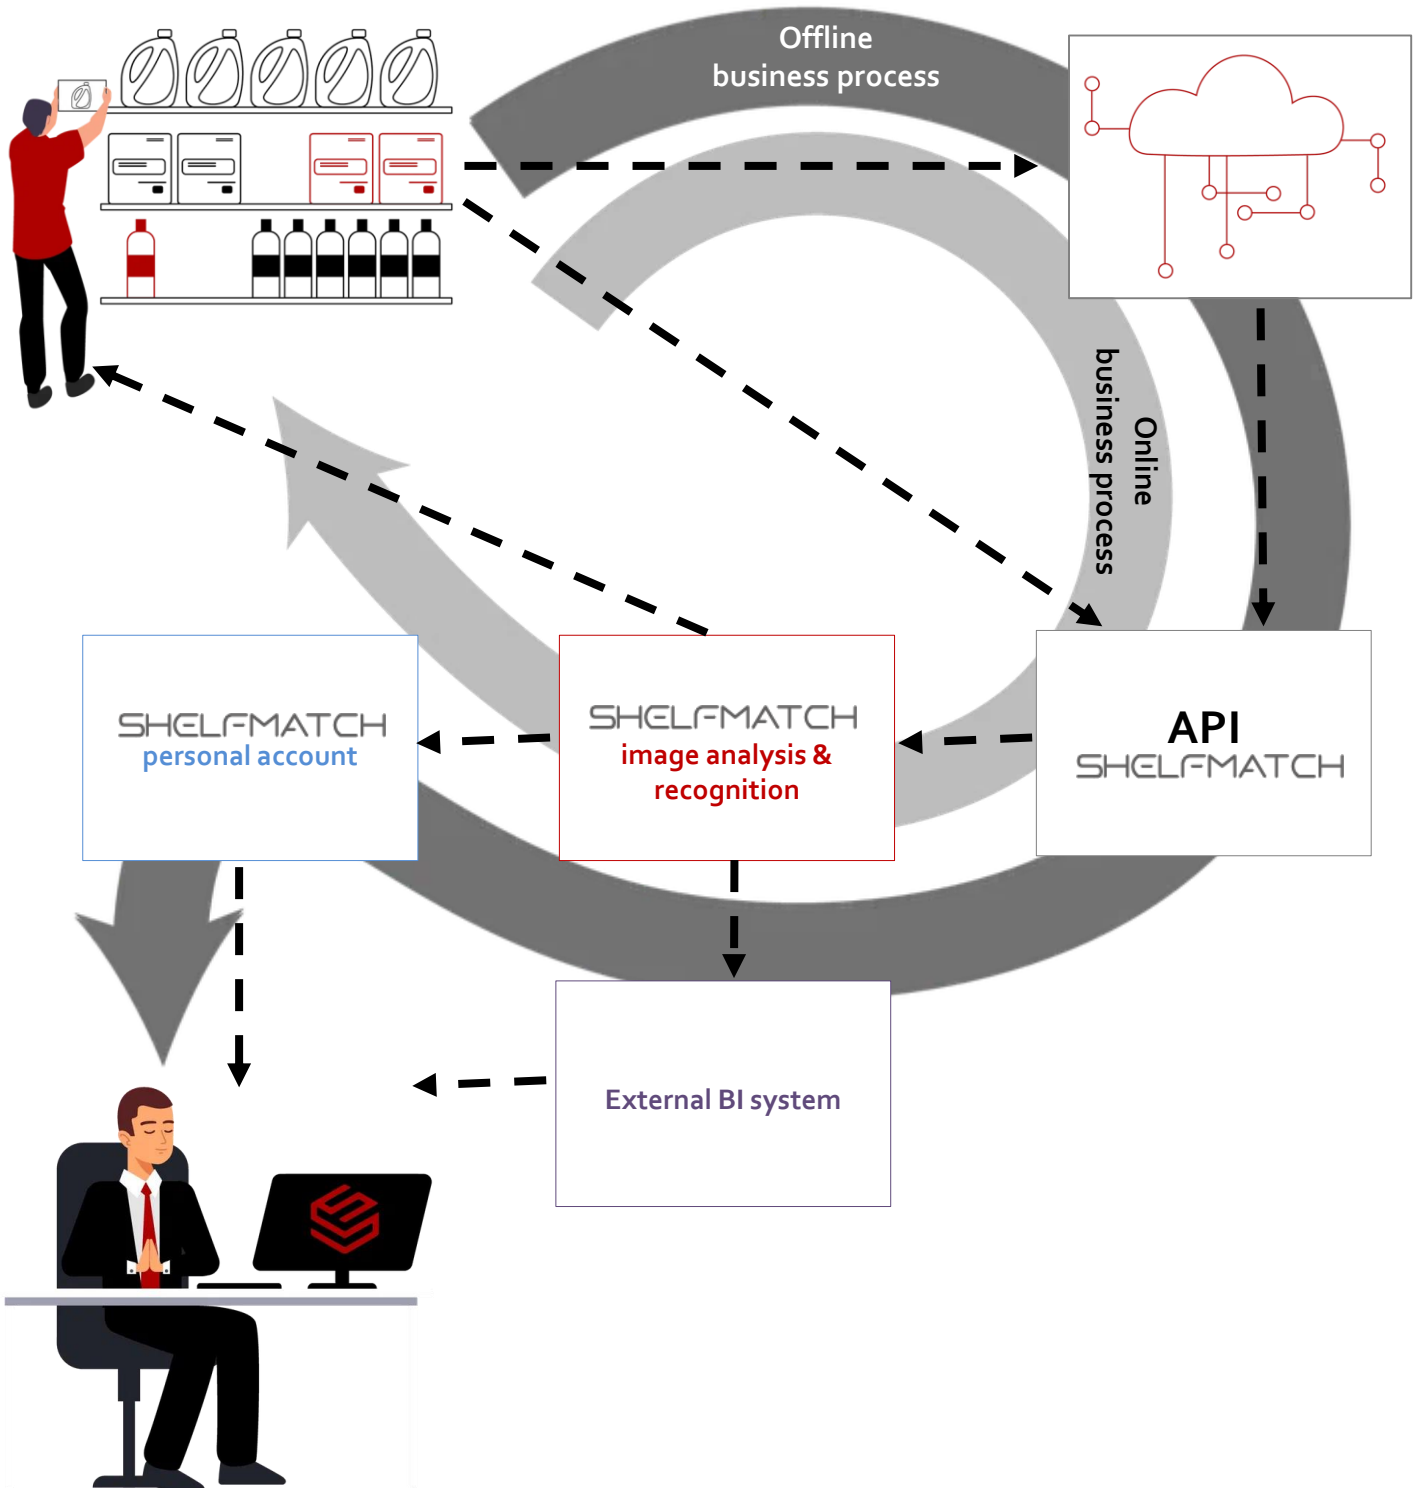 Offline
business process
Online
business process
SHELFMATCH
personal account
SHELFMATCH
image analysis &
recognition
API
SHELFMATCH
External BI system